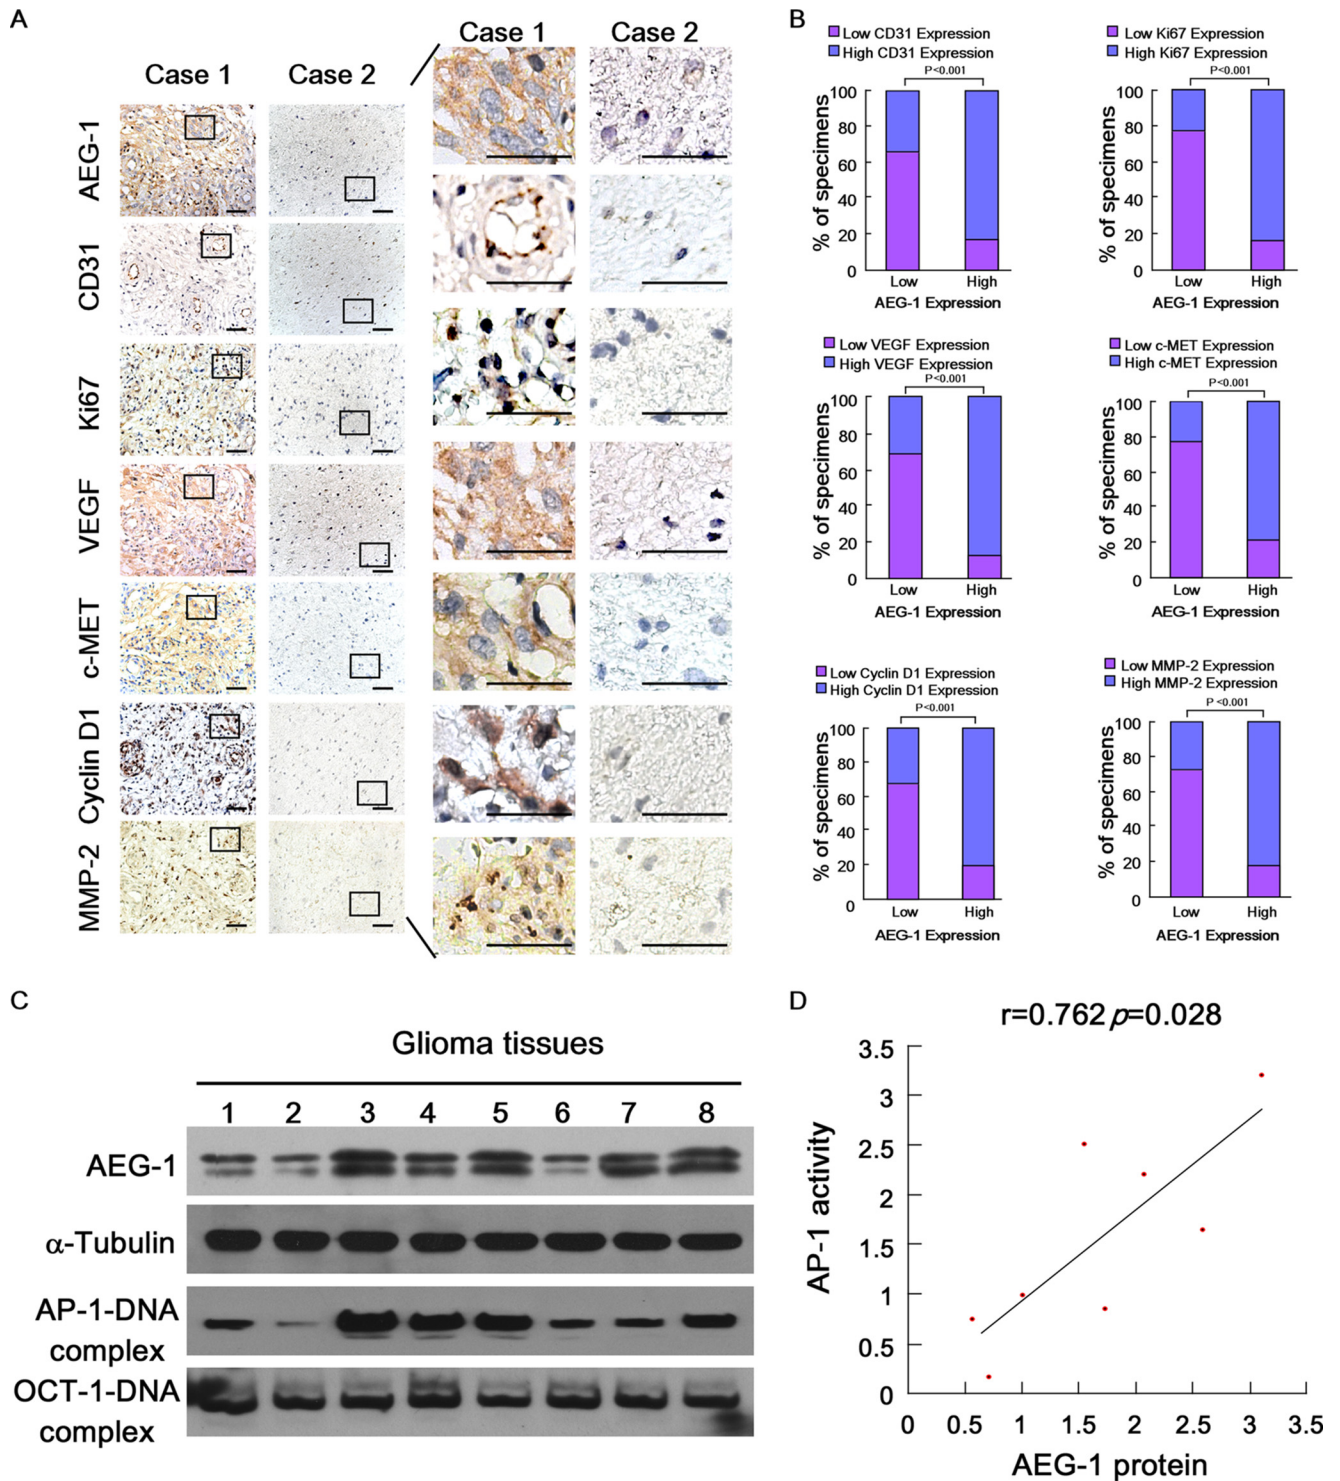 A
Case 1
Case 2
Case 1
Case 2
AEG-1
CD31
Ki67
VEGF
c-MET
Cyclin D1
MMP-2
B
Low CD31 Expression
High CD31 Expression
P<0.001
% of specimens
100
80
60
40
20
0
Low
High
AEG-1 Expression
Low Ki67 Expression
High Ki67 Expression
P<0.001
% of specimens
100
80
60
40
20
0
Low
High
AEG-1 Expression
Low VEGF Expression
High VEGF Expression
P<0.001
% of specimens
100
80
60
40
20
0
Low
High
AEG-1 Expression
Low c-MET Expression
High c-MET Expression
P<0.001
% of specimens
100
80
60
40
20
0
Low
High
AEG-1 Expression
Low Cyclin D1 Expression
High Cyclin D1 Expression
P<0.001
% of specimens
100
80
60
40
20
0
Low
High
AEG-1 Expression
Low MMP-2 Expression
High MMP-2 Expression
P<0.001
% of specimens
100
80
60
40
20
0
Low
High
AEG-1 Expression
C
Glioma tissues
1 2 3 4 5 6 7 8
AEG-1
α-Tubulin
AP-1-DNA
complex
OCT-1-DNA
complex
D
r=0.762 p=0.028
AP-1 activity
3.5
3
2.5
2
1.5
1
0.5
0
0 0.5 1 1.5 2 2.5 3 3.5
AEG-1 protein